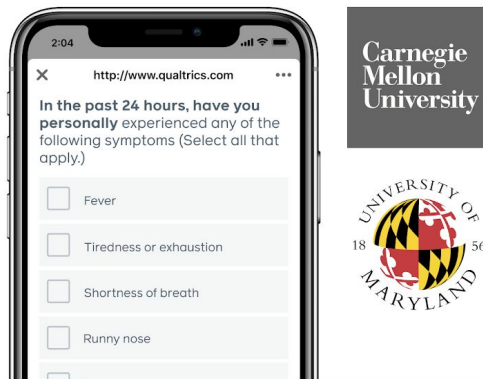 2:04
http://www.qualtrics.com
In the past 24 hours, have you
personally experienced any of the
following symptoms (Select all that
apply.)
Fever
Tiredness or exhaustion
Shortness of breath
Runny nose
Carnegie
Mellon
University
UNIVERSITY OF
18 56
MARYLAND